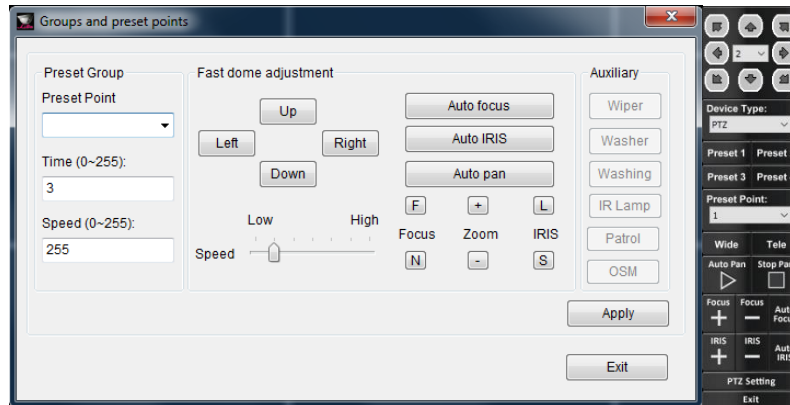 Groups and preset points
Preset Group
Preset Point
Time (0~255):
3
Speed (0~255):
255
Fast dome adjustment
Up
Left Right
Down
Low High
Speed
Auto focus
Auto IRIS
Auto pan
F + L
Focus Zoom IRIS
N - S
Auxiliary
Wiper
Washer
Washing
IR Lamp
Patrol
OSM
Apply
Exit
2
Device Type:
PTZ
Preset 1 Preset
Preset 3 Preset
Preset Point:
1
Wide Tele
Auto Pan Stop Pan
Focus Focus
+ − Auto Focus
IRIS IRIS
+ − Auto IRIS
PTZ Setting
Exit